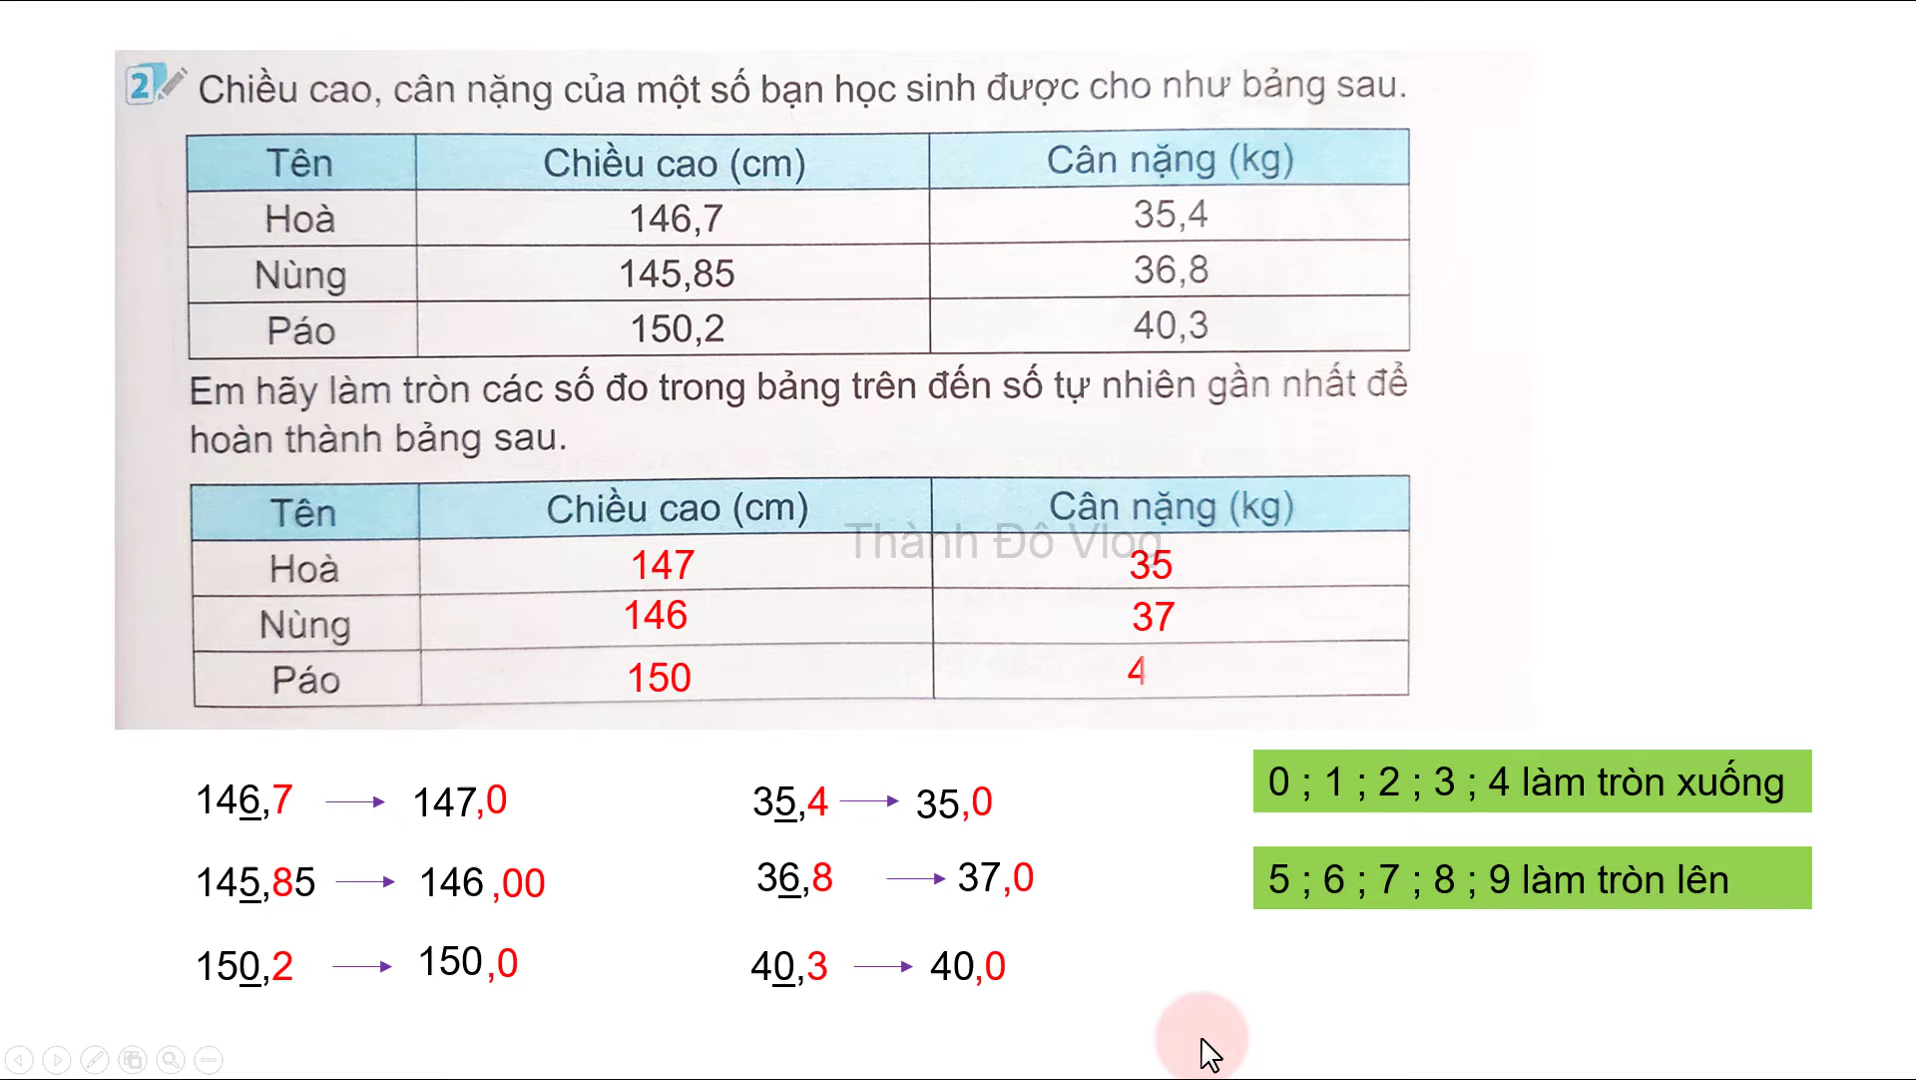 2 Chiều cao, cân nặng của một số bạn học sinh được cho như bảng sau.
Tên Chiều cao (cm) Cân nặng (kg)
Hoà 146,7 35,4
Nùng 145,85 36,8
Páo 150,2 40,3
Em hãy làm tròn các số đo trong bảng trên đến số tự nhiên gần nhất để
hoàn thành bảng sau.
Tên Chiều cao (cm) Cân nặng (kg)
Thành Đô Vlog
Hoà 147 35
Nùng 146 37
Páo 150 4
146,7 147,0 35,4 35,0
145,85 146,00 36,8 37,0
150,2 150,0 40,3 40,0
0 ; 1 ; 2 ; 3 ; 4 làm tròn xuống
5 ; 6 ; 7 ; 8 ; 9 làm tròn lên